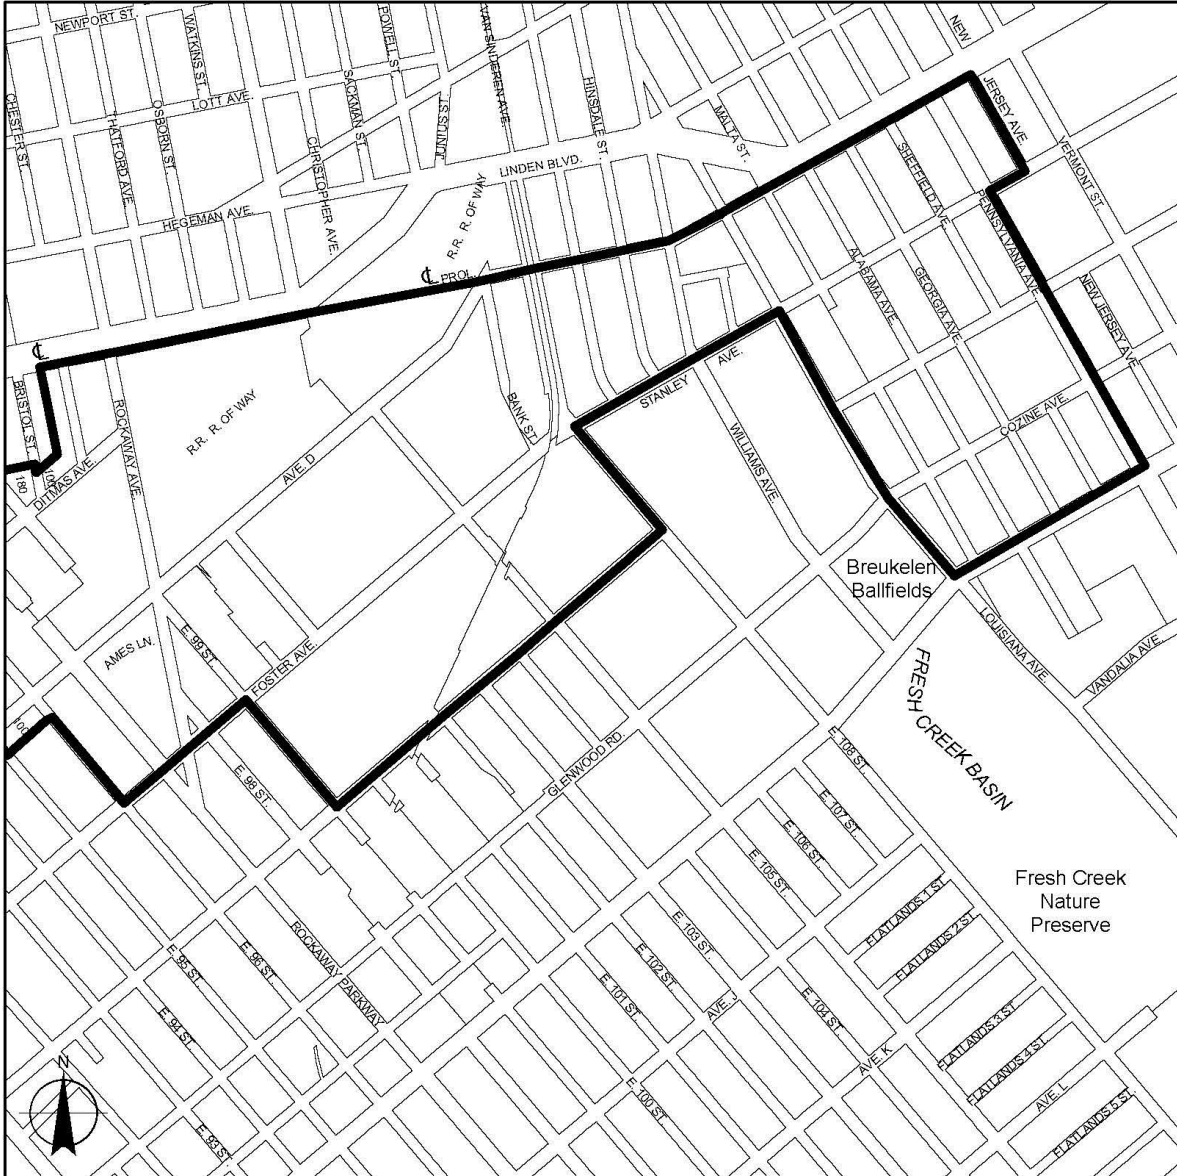 NEWPORT ST.
WATKINS ST.
POWELL ST.
VAN SINDEREN AVE.
NEW
JERSEY AVE.
CHESTER ST.
THATFORD AVE.
OSBORN ST.
LOTT AVE.
SACKMAN ST.
JUNIUS ST.
HINSDALE ST.
MALTA ST.
CHRISTOPHER AVE.
LINDEN BLVD.
SHEFFIELD AVE.
VERMONT ST.
HEGEMAN AVE.
R.R. R. OF WAY
PENNSYLVANIA AVE.
℄ PROL.
ALABAMA AVE.
GEORGIA AVE.
NEW JERSEY AVE.
℄
BRISTOL ST.
ROCKAWAY AVE.
R.R. R. OF WAY
BANK ST.
STANLEY AVE.
WILLIAMS AVE.
COZINE AVE.
100
180
DITMAS AVE.
AVE. D
Breukelen
Ballfields
AMES LN.
E. 99 ST.
FOSTER AVE.
LOUISIANA AVE.
VANDALIA AVE.
FRESH CREEK BASIN
100
E. 98 ST.
GLENWOOD RD.
E. 108 ST.
E. 107 ST.
E. 106 ST.
E. 105 ST.
Fresh Creek
Nature
Preserve
FLATLANDS 1 ST.
FLATLANDS 2 ST.
E. 103 ST.
E. 102 ST.
E. 101 ST.
AVE. J
E. 104 ST.
ROCKAWAY PARKWAY
E. 96 ST.
E. 95 ST.
E. 94 ST.
FLATLANDS 3 ST
FLATLANDS 4 ST.
AVE. K
AVE. L
FLATLANDS 5 ST.
E. 100 ST.
E. 93 ST.
N